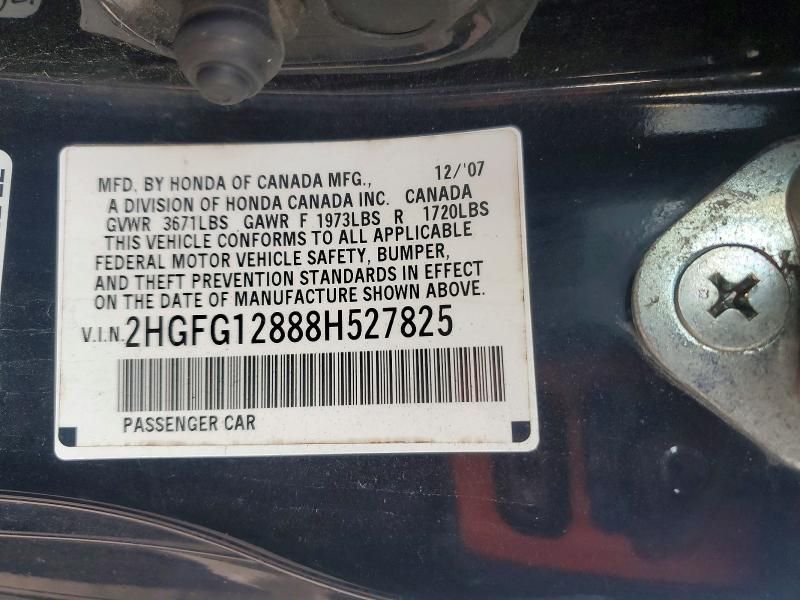 MFD. BY HONDA OF CANADA MFG., 12/'07
A DIVISION OF HONDA CANADA INC. CANADA
GVWR 3671LBS GAWR F 1973LBS R 1720LBS
THIS VEHICLE CONFORMS TO ALL APPLICABLE
FEDERAL MOTOR VEHICLE SAFETY, BUMPER,
AND THEFT PREVENTION STANDARDS IN EFFECT
ON THE DATE OF MANUFACTURE SHOWN ABOVE.
V.I.N. 2HGFG12888H527825
PASSENGER CAR